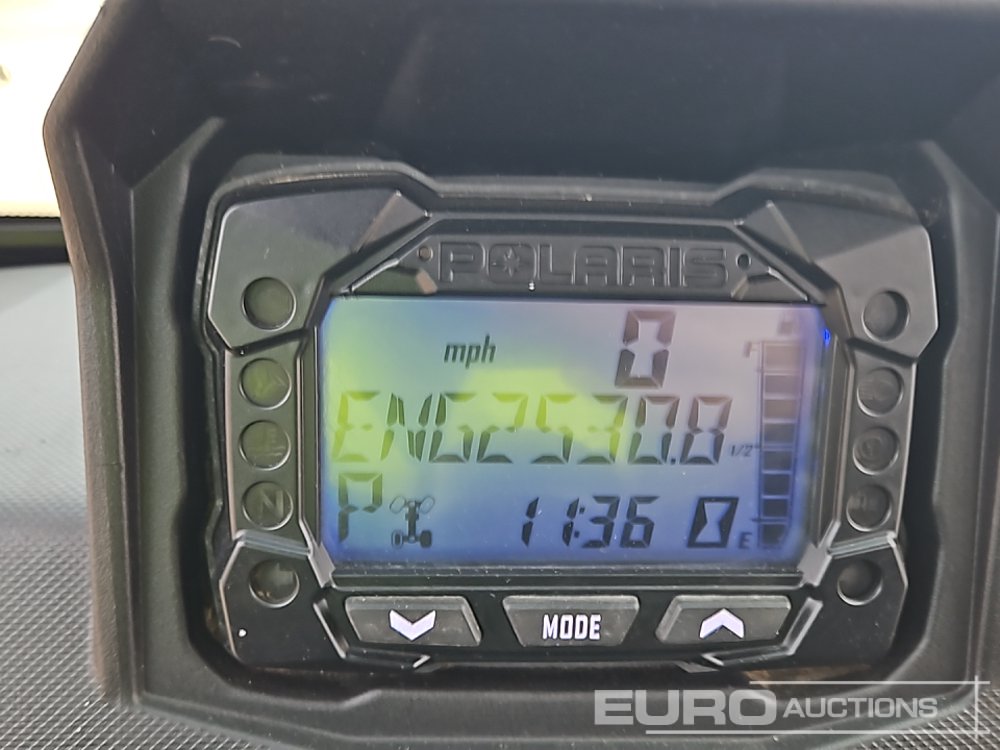 POLARIS
mph 0
ENG2530.8
F
1/2
P 11:36
E
N
MODE
EURO AUCTIONS